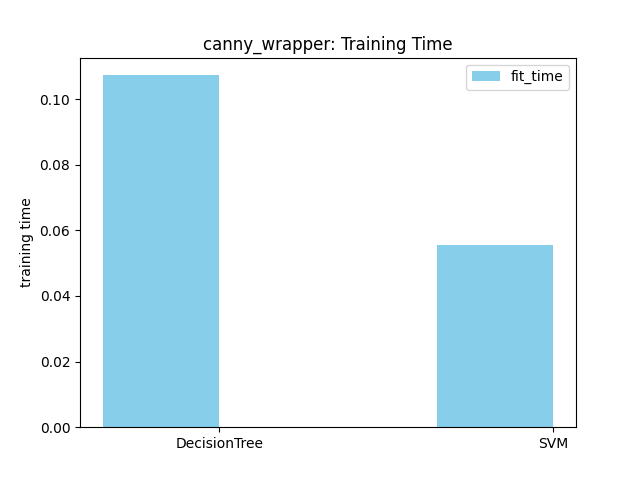 canny_wrapper: Training Time
fit_time
training time
0.10
0.08
0.06
0.04
0.02
0.00
DecisionTree
SVM